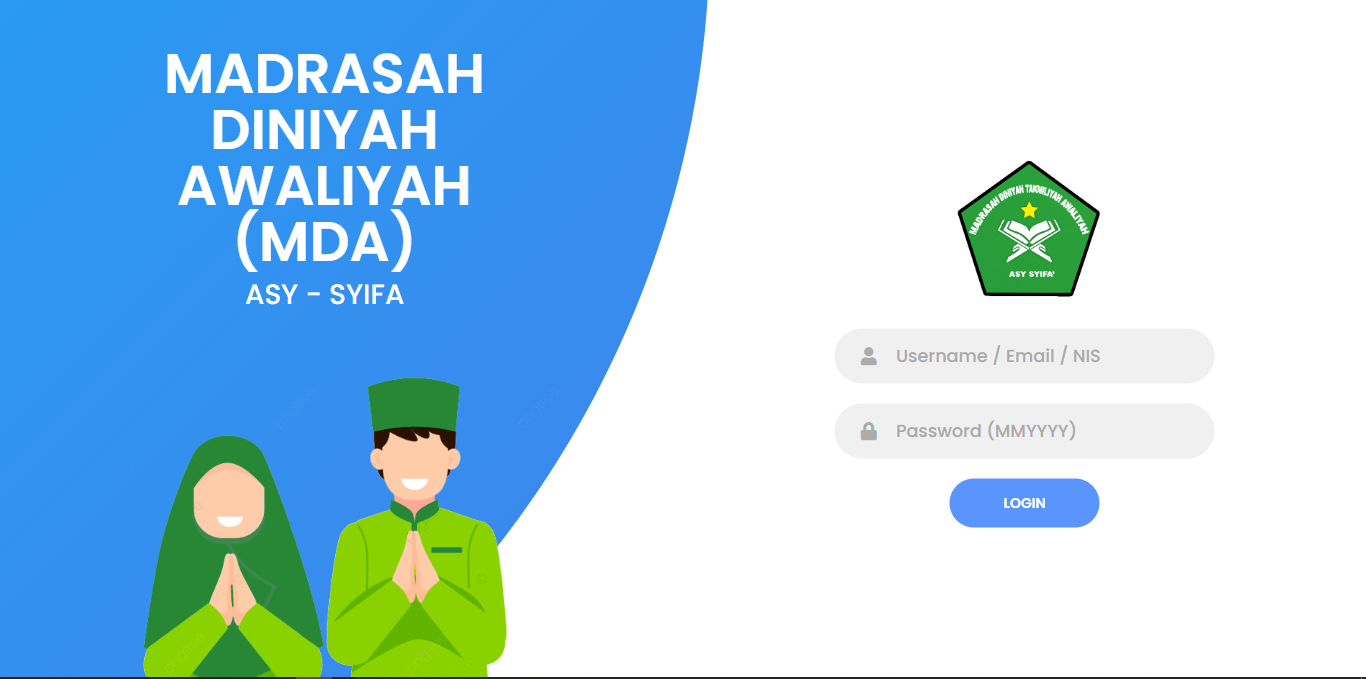 MADRASAH
DINIYAH
AWALIYAH
(MDA)
ASY - SYIFA
MADRASAH DINIYAH TAKMILIYAH AWALIYAH
ASY SYIFA'
Username / Email / NIS
Password (MMYYYY)
LOGIN